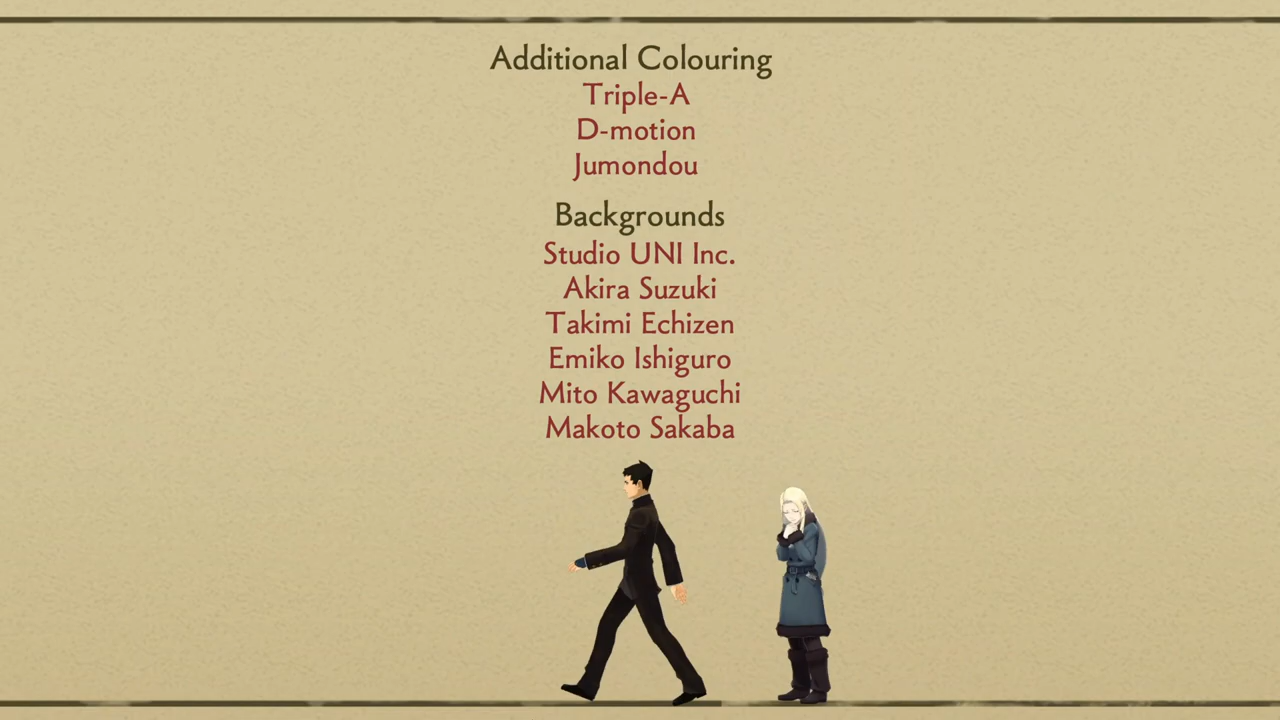 Additional Colouring
Triple-A
D-motion
Jumondou
Backgrounds
Studio UNI Inc.
Akira Suzuki
Takimi Echizen
Emiko Ishiguro
Mito Kawaguchi
Makoto Sakaba